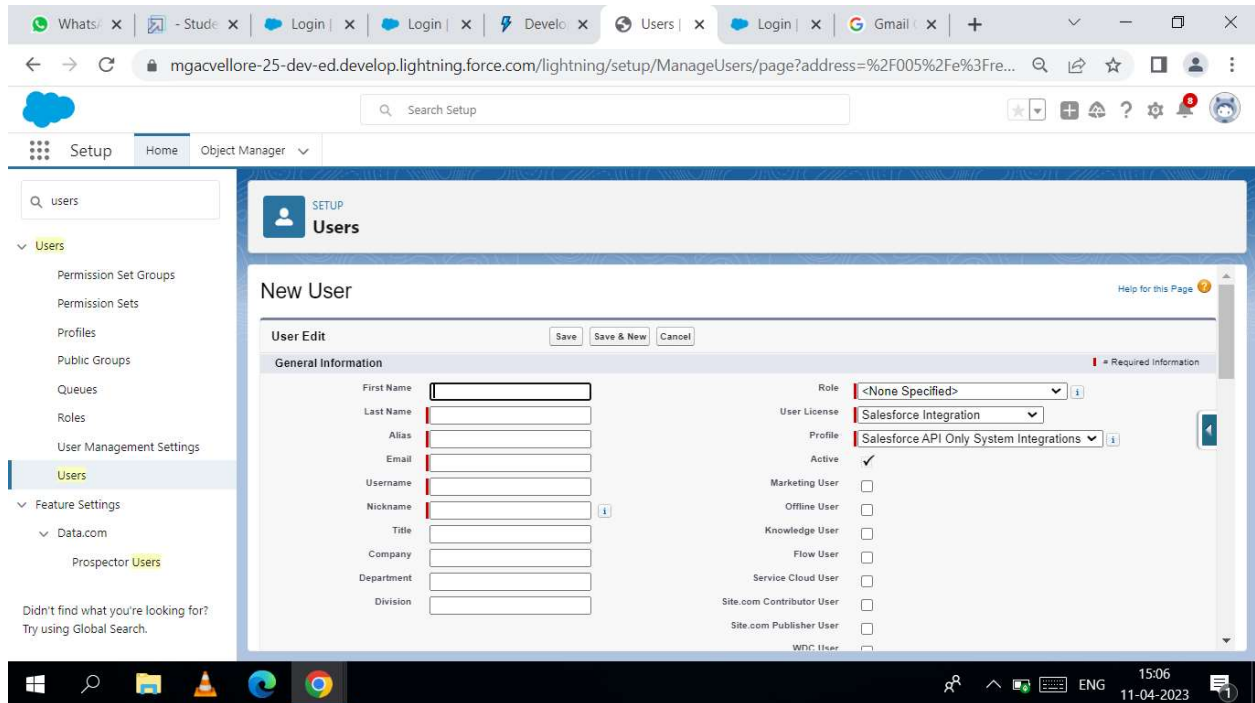 Whats
- Stude
Login |
Login |
Develo
Users |
Login |
Gmail
mgacvellore-25-dev-ed.develop.lightning.force.com/lightning/setup/ManageUsers/page?address=%2F005%2Fe%3Fre...
Search Setup
8
Setup
Home
Object Manager
users
SETUP
Users
Users
Permission Set Groups
Permission Sets
Profiles
Public Groups
Queues
Roles
User Management Settings
Users
Feature Settings
Data.com
Prospector Users
Didn't find what you're looking for?
Try using Global Search.
New User
Help for this Page
User Edit
Save
Save & New
Cancel
General Information
= Required Information
First Name
Last Name
Alias
Email
Username
Nickname
Title
Company
Department
Division
Role
<None Specified>
User License
Salesforce Integration
Profile
Salesforce API Only System Integrations
Active
Marketing User
Offline User
Knowledge User
Flow User
Service Cloud User
Site.com Contributor User
Site.com Publisher User
WDC User
ENG
15:06
11-04-2023
1